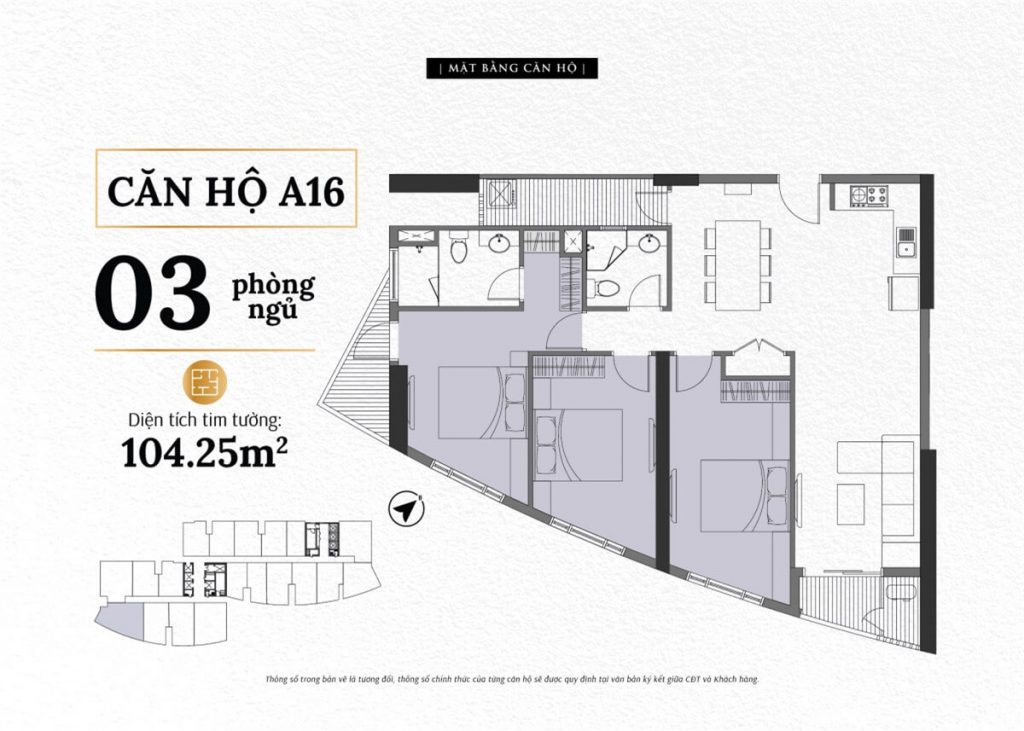 | MẶT BẰNG CĂN HỘ |
CĂN HỘ A16
03 phòng
ngủ
Diện tích tim tường:
104.25m²
B
Thông số trong bản vẽ là tương đối, thông số chính thức của từng căn hộ sẽ được quy định tại văn bản ký kết giữa CĐT và Khách hàng.